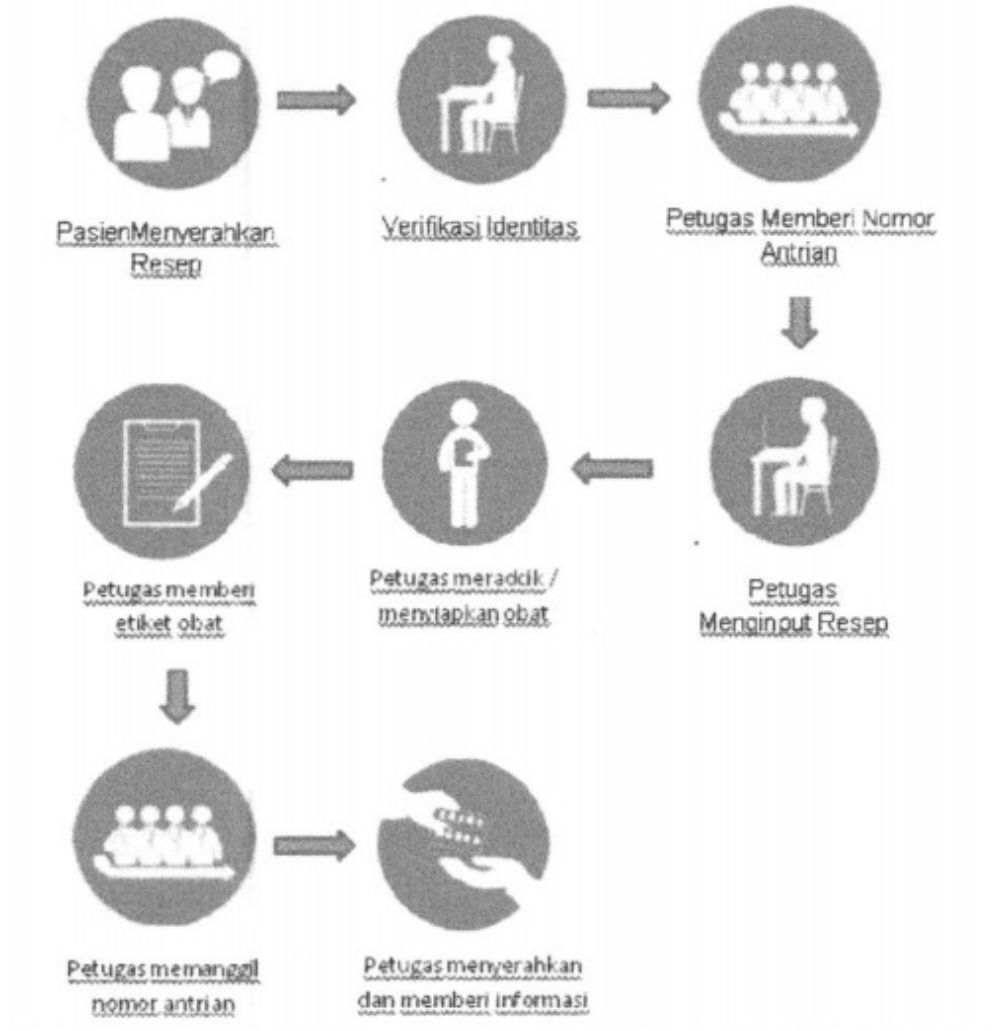 PasienMenyerahkan
Resep
Verifikasi Identitas
Petugas Memberi Nomor
Antrian
Petugas memberi
etiket obat
Petugas meradcik /
menyiapkan obat
Petugas
Menginput Resep
Petugas memanggil
nomor antrian
Petugas menyerahkan
dan memberi informasi